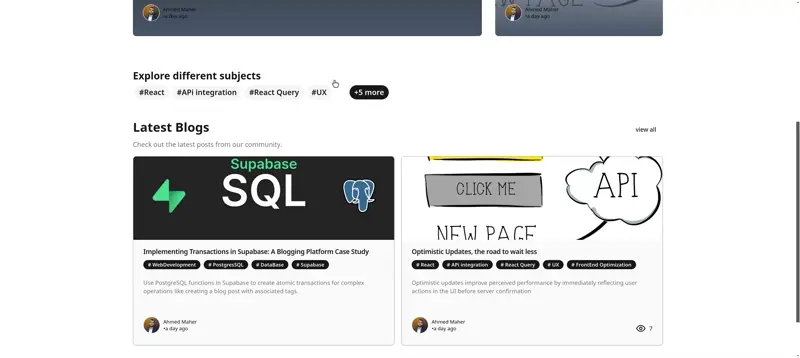 Ahmed Maher
•a day ago
W PAGE
Ahmed Maher
•a day ago
Explore different subjects
#React #APi integration #React Query #UX +5 more
Latest Blogs
view all
Check out the latest posts from our community.
Supabase
SQL
CLICK ME
NEW PAGE
API
Implementing Transactions in Supabase: A Blogging Platform Case Study
# WebDevelopment # PostgresSQL # DataBase # Supabase
Use PostgreSQL functions in Supabase to create atomic transactions for complex
operations like creating a blog post with associated tags.
Ahmed Maher
•a day ago
Optimistic Updates, the road to wait less
# React # API integration # React Query # UX # FrontEnd Optimization
Optimistic updates improve perceived performance by immediately reflecting user
actions in the UI before server confirmation
Ahmed Maher
•a day ago
7